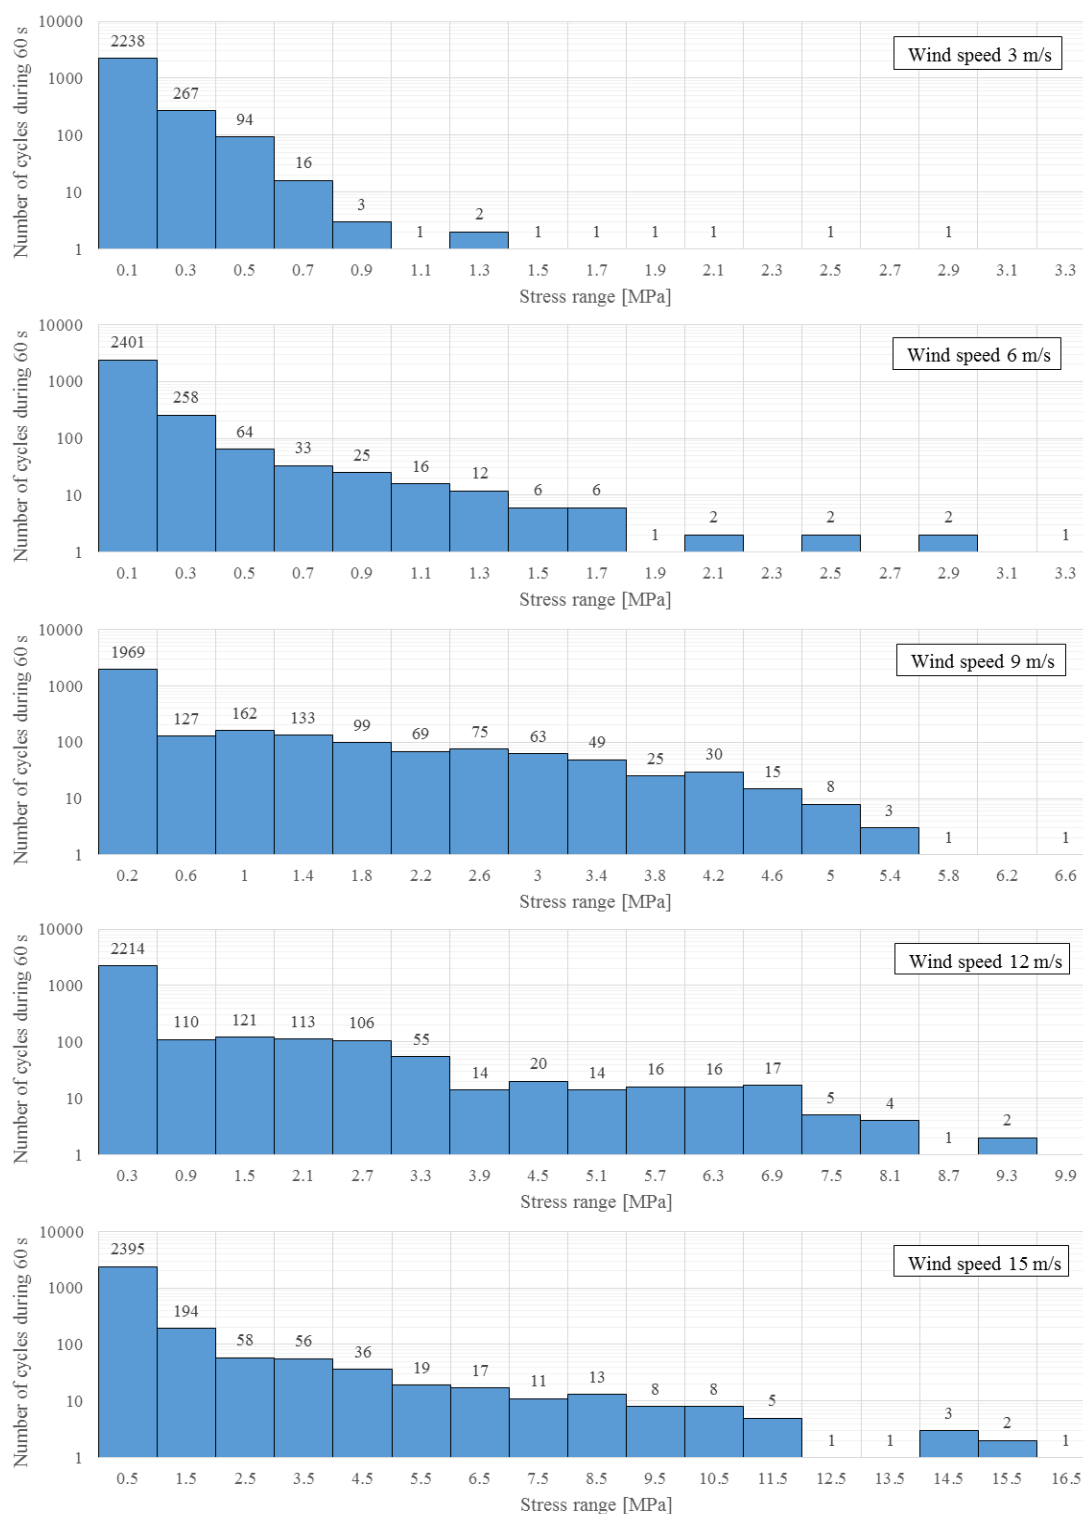 Number of cycles during 60 s
10000
1000
100
10
1
2238 267 94 16 3 1 2 1 1 1 1 1 1
Wind speed 3 m/s
0.1 0.3 0.5 0.7 0.9 1.1 1.3 1.5 1.7 1.9 2.1 2.3 2.5 2.7 2.9 3.1 3.3
Stress range [MPa]
Number of cycles during 60 s
10000
1000
100
10
1
2401 258 64 33 25 16 12 6 6 1 2 2 2 1
Wind speed 6 m/s
0.1 0.3 0.5 0.7 0.9 1.1 1.3 1.5 1.7 1.9 2.1 2.3 2.5 2.7 2.9 3.1 3.3
Stress range [MPa]
Number of cycles during 60 s
10000
1000
100
10
1
1969 127 162 133 99 69 75 63 49 25 30 15 8 3 1 1
Wind speed 9 m/s
0.2 0.6 1 1.4 1.8 2.2 2.6 3 3.4 3.8 4.2 4.6 5 5.4 5.8 6.2 6.6
Stress range [MPa]
Number of cycles during 60 s
10000
1000
100
10
1
2214 110 121 113 106 55 14 20 14 16 16 17 5 4 1 2
Wind speed 12 m/s
0.3 0.9 1.5 2.1 2.7 3.3 3.9 4.5 5.1 5.7 6.3 6.9 7.5 8.1 8.7 9.3 9.9
Stress range [MPa]
Number of cycles during 60 s
10000
1000
100
10
1
2395 194 58 56 36 19 17 11 13 8 8 5 1 1 3 2 1
Wind speed 15 m/s
0.5 1.5 2.5 3.5 4.5 5.5 6.5 7.5 8.5 9.5 10.5 11.5 12.5 13.5 14.5 15.5 16.5
Stress range [MPa]